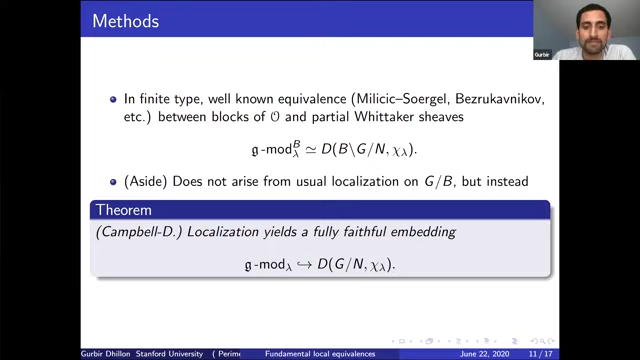 Methods
Gurbir
In finite type, well known equivalence (Milicic–Soergel, Bezrukavnikov,
etc.) between blocks of 𝒪 and partial Whittaker sheaves
𝔤 -mod^B_λ ≃ D(B\G/N, χ_λ).
(Aside) Does not arise from usual localization on G/B, but instead
Theorem
(Campbell-D.) Localization yields a fully faithful embedding
𝔤 -mod_λ ↪ D(G/N, χ_λ).
Gurbir Dhillon Stanford University ( Perime Fundamental local equivalences June 22, 2020 11 / 17